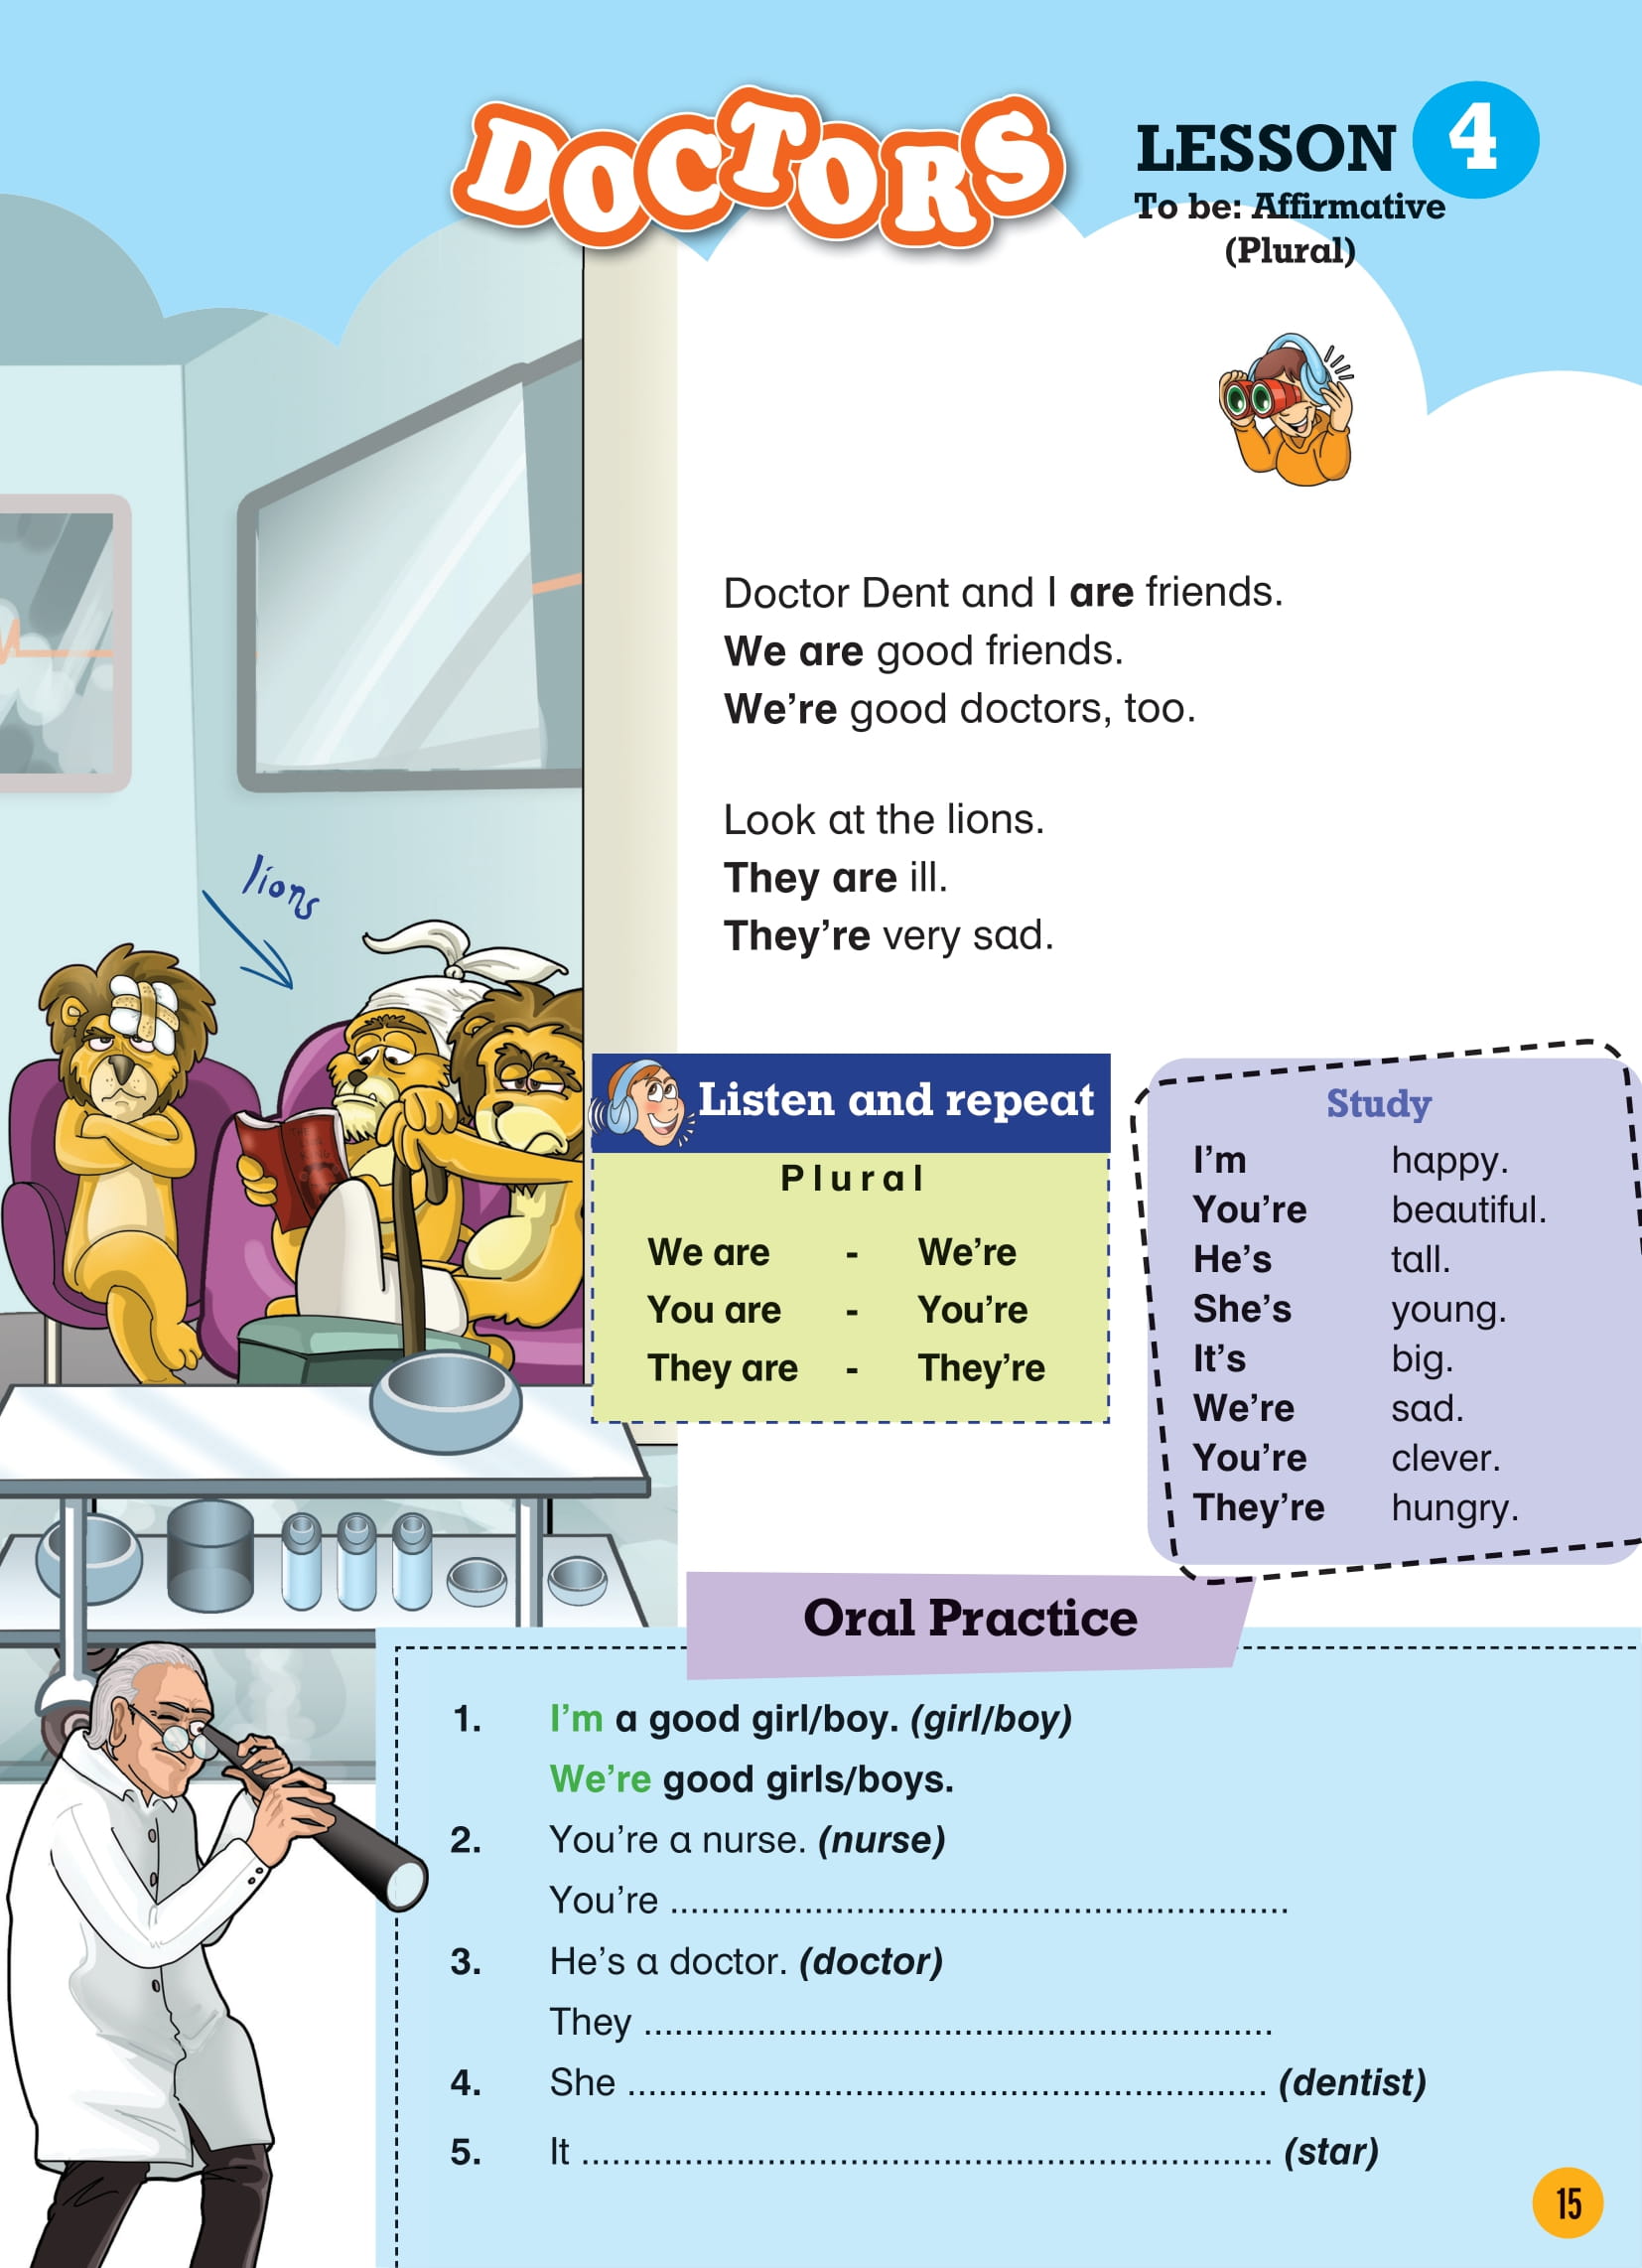 DOCTORS
LESSON 4
To be: Affirmative
(Plural)
Doctor Dent and I are friends.
We are good friends.
We’re good doctors, too.
Look at the lions.
They are ill.
They’re very sad.
lions
Listen and repeat
Plural
We are - We’re
You are - You’re
They are - They’re
Study
I’m happy.
You’re beautiful.
He’s tall.
She’s young.
It’s big.
We’re sad.
You’re clever.
They’re hungry.
Oral Practice
1. I’m a good girl/boy. (girl/boy)
We’re good girls/boys.
2. You’re a nurse. (nurse)
You’re ............................................................
3. He’s a doctor. (doctor)
They .............................................................
4. She .............................................................. (dentist)
5. It ................................................................... (star)
15